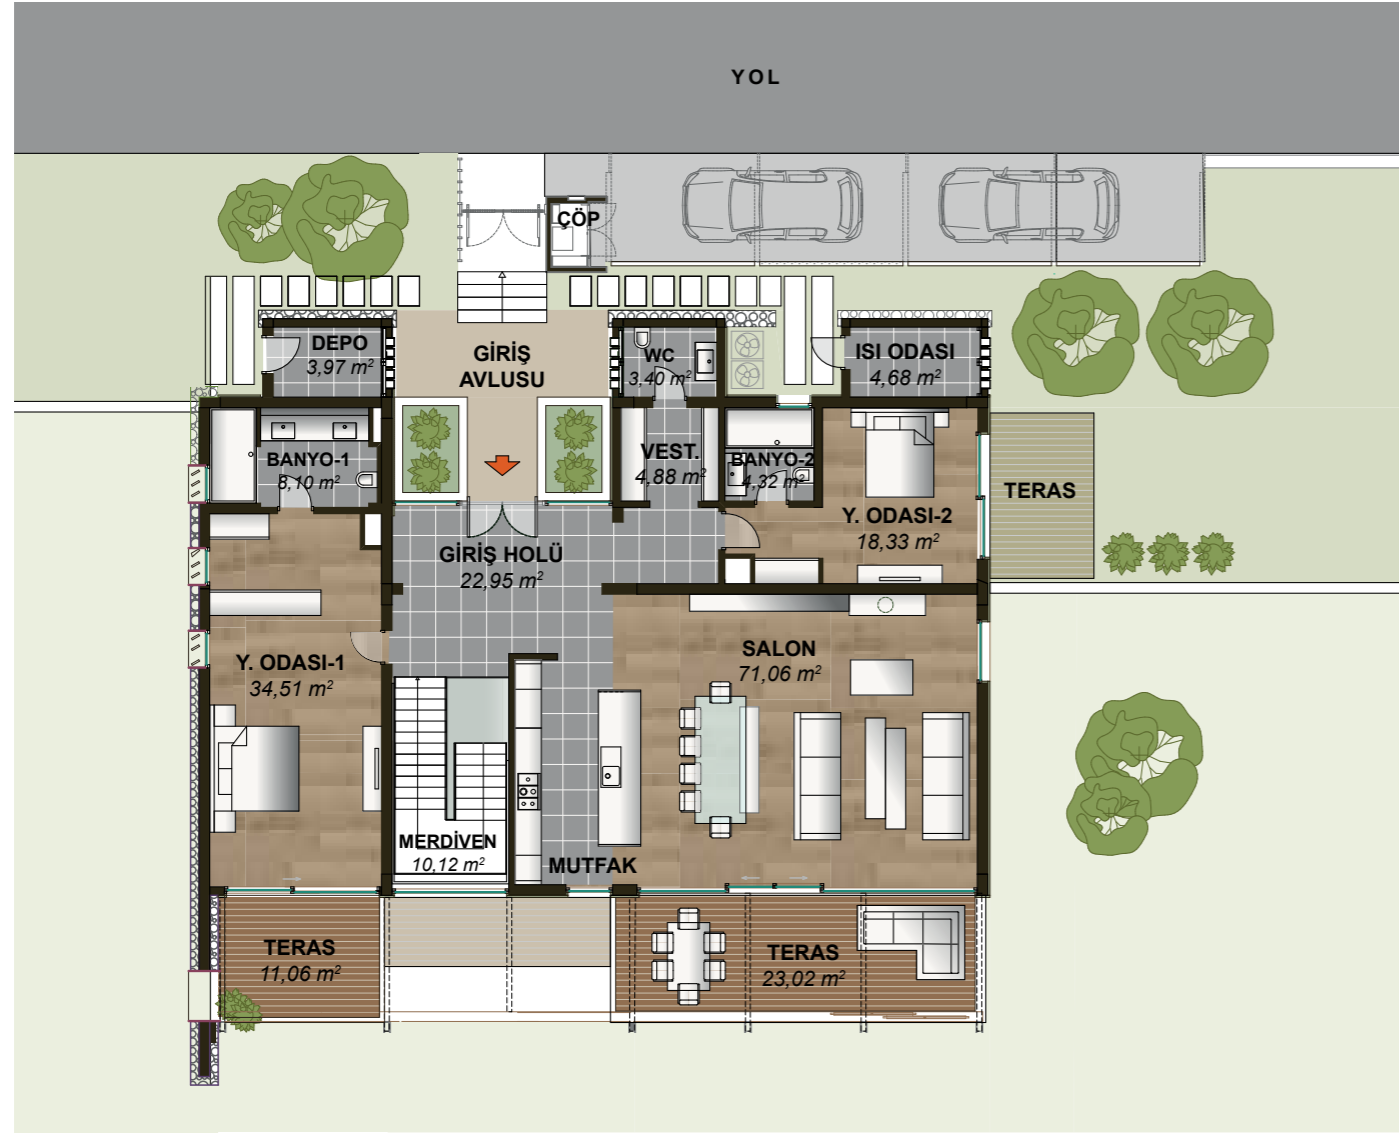 YOL
ÇÖP
DEPO
3,97 m²
GİRİŞ
AVLUSU
WC
3,40 m²
ISI ODASI
4,68 m²
BANYO-1
8,10 m²
VEST.
4,88 m²
BANYO-2
4,32 m²
TERAS
Y. ODASI-2
18,33 m²
GİRİŞ HOLÜ
22,95 m²
Y. ODASI-1
34,51 m²
SALON
71,06 m²
MERDİVEN
10,12 m²
MUTFAK
TERAS
11,06 m²
TERAS
23,02 m²